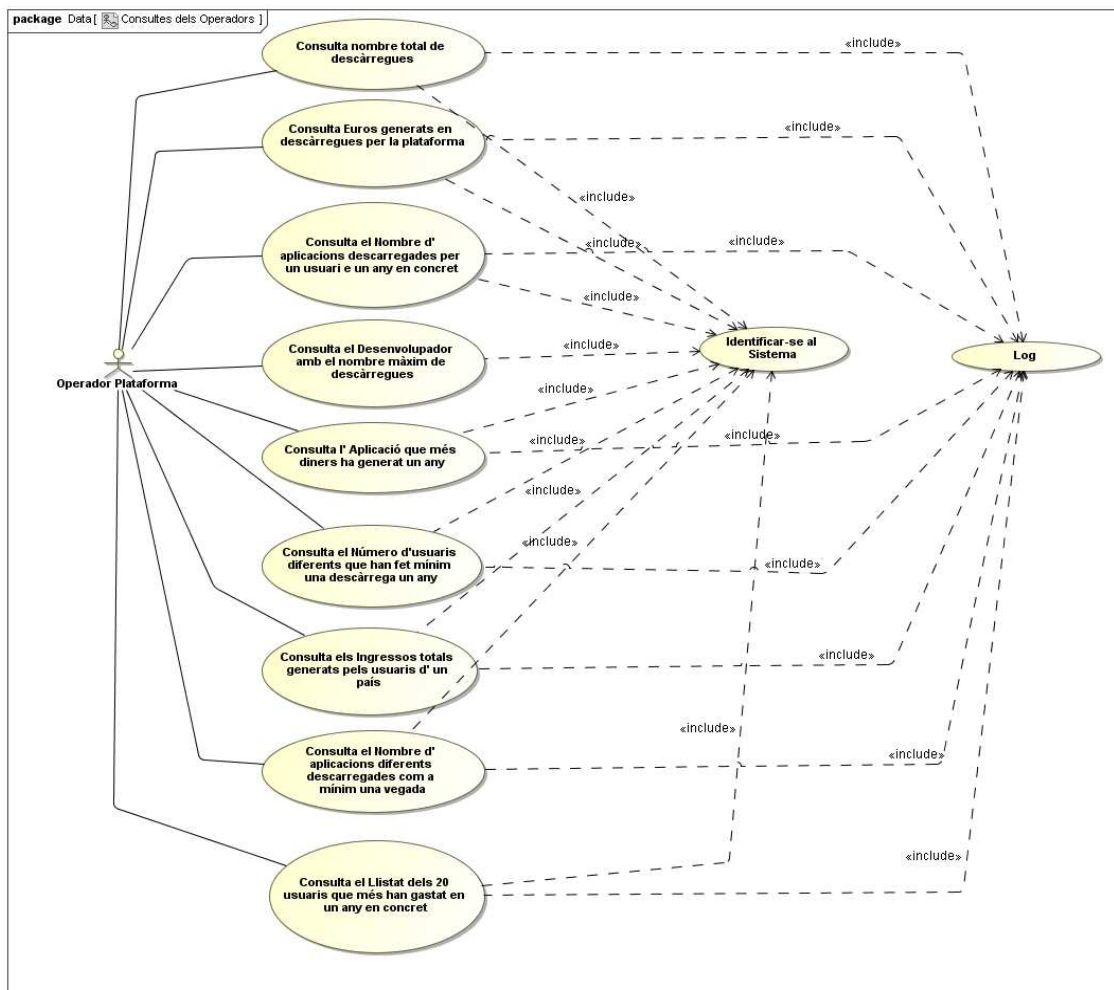 package Data [ Consultes dels Operadors ]
Consulta nombre total de
descàrregues
«include»
Consulta Euros generats en
descàrregues per la plataforma
«include»
«include»
Consulta el Nombre d'
aplicacions descarregades per
un usuari e un any en concret
«include»
«include»
«include»
Identificar-se al
Sistema
Log
Operador Plataforma
Consulta el Desenvolupador
amb el nombre màxim de
descàrregues
«include»
«include»
Consulta l' Aplicació que més
diners ha generat un any
«include»
«include»
«include»
«include»
Consulta el Número d'usuaris
diferents que han fet mínim
una descàrrega un any
«include»
Consulta els Ingressos totals
generats pels usuaris d' un
país
«include»
«include»
Consulta el Nombre d'
aplicacions diferents
descarregades com a
mínim una vegada
«include»
«include»
Consulta el Llistat dels 20
usuaris que més han gastat en
un any en concret